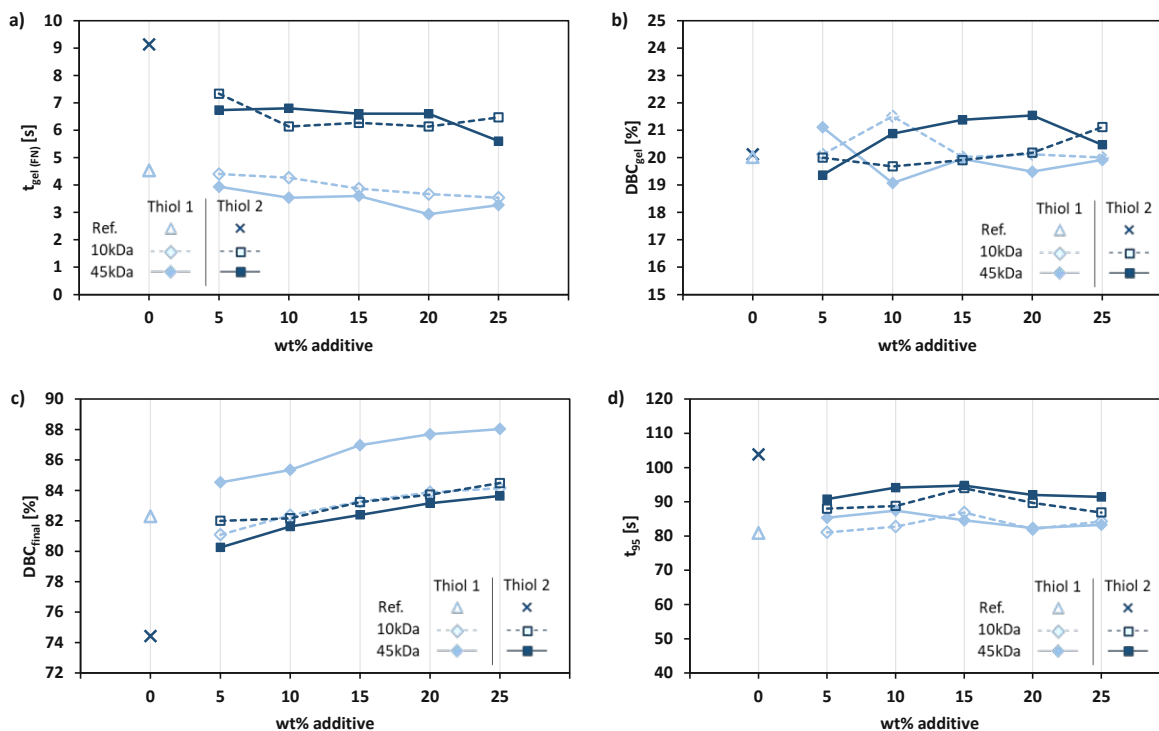 a)
10
9
8
7
6
5
4
3
2
1
0
t gel (FN) [s]
Thiol 1 Thiol 2
Ref.
10kDa
45kDa
0 5 10 15 20 25
wt% additive
b)
25
24
23
22
21
20
19
18
17
16
15
DBC gel [%]
Thiol 1 Thiol 2
Ref.
10kDa
45kDa
0 5 10 15 20 25
wt% additive
c)
90
88
86
84
82
80
78
76
74
72
DBC final [%]
Thiol 1 Thiol 2
Ref.
10kDa
45kDa
0 5 10 15 20 25
wt% additive
d)
120
110
100
90
80
70
60
50
40
t 95 [s]
Thiol 1 Thiol 2
Ref.
10kDa
45kDa
0 5 10 15 20 25
wt% additive